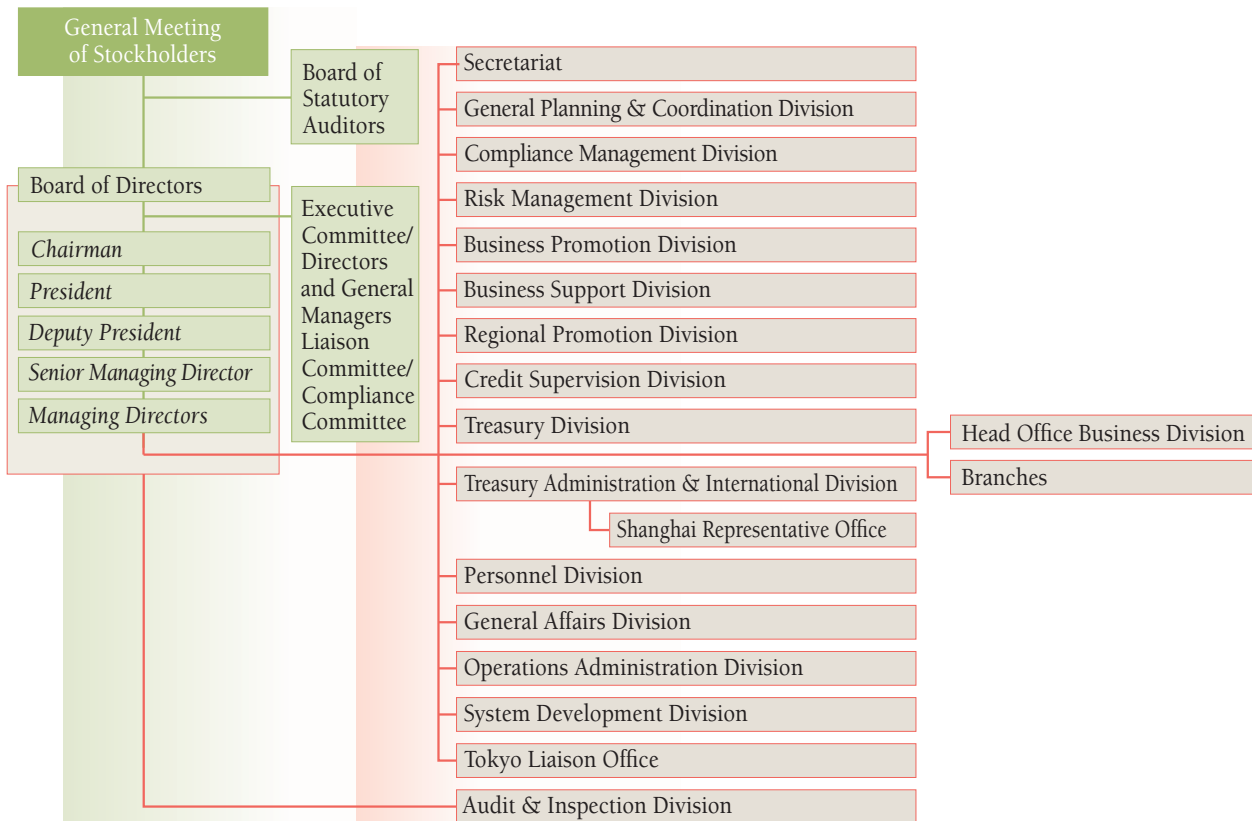 General Meeting
of Stockholders
Board of
Statutory
Auditors
Board of Directors
Chairman
President
Deputy President
Senior Managing Director
Managing Directors
Executive
Committee/
Directors
and General
Managers
Liaison
Committee/
Compliance
Committee
Secretariat
General Planning & Coordination Division
Compliance Management Division
Risk Management Division
Business Promotion Division
Business Support Division
Regional Promotion Division
Credit Supervision Division
Treasury Division
Treasury Administration & International Division
Shanghai Representative Office
Personnel Division
General Affairs Division
Operations Administration Division
System Development Division
Tokyo Liaison Office
Audit & Inspection Division
Head Office Business Division
Branches